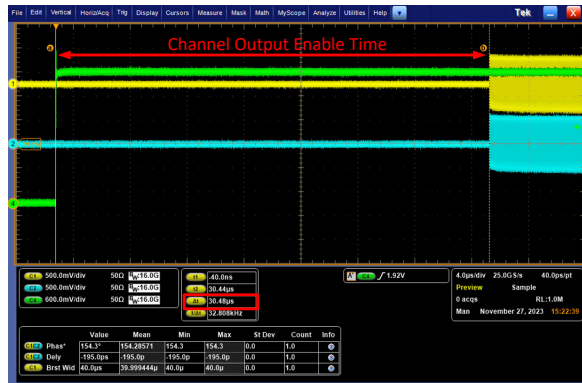 File Edit Vertical Horiz/Acq Trig Display Cursors Measure Mask Math MyScope Analyze Utilities Help Tek X
a Channel Output Enable Time b
1
2
4
C1 500.0mV/div 50Ω BW:16.0G
C2 500.0mV/div 50Ω BW:16.0G
C4 600.0mV/div 50Ω BW:16.0G
t1 -40.0ns
t2 30.44µs
Δt 30.48µs
1/Δt 32.808kHz
A' C4 1.92V
4.0µs/div 25.0GS/s 40.0ps/pt
Preview Sample
0 acqs RL:1.0M
Man November 27, 2023 15:22:39
Value Mean Min Max St Dev Count Info
C1C2 Phas* 154.3° 154.28571 154.3 154.3 0.0 1.0
C1C2 Dely -195.0ps -195.0p -195.0p -195.0p 0.0 1.0
C1 Brst Wid 40.0µs 39.999444µ 40.0µ 40.0µ 0.0 1.0